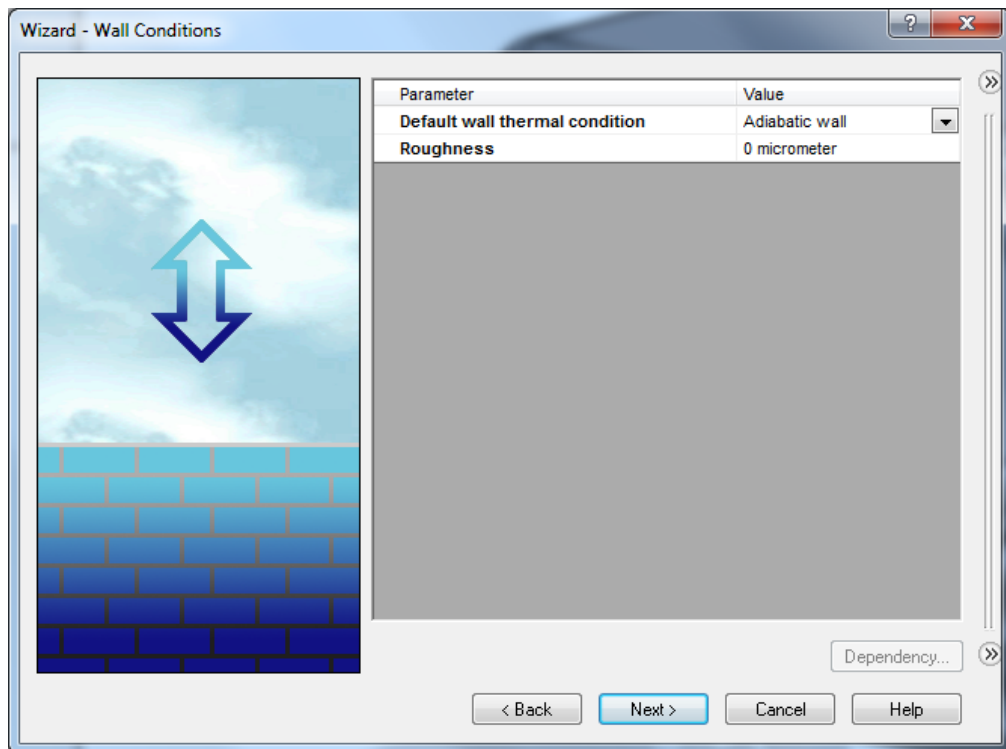 Wizard - Wall Conditions
?
Parameter Value
Default wall thermal condition Adiabatic wall
Roughness 0 micrometer
Dependency...
< Back Next > Cancel Help